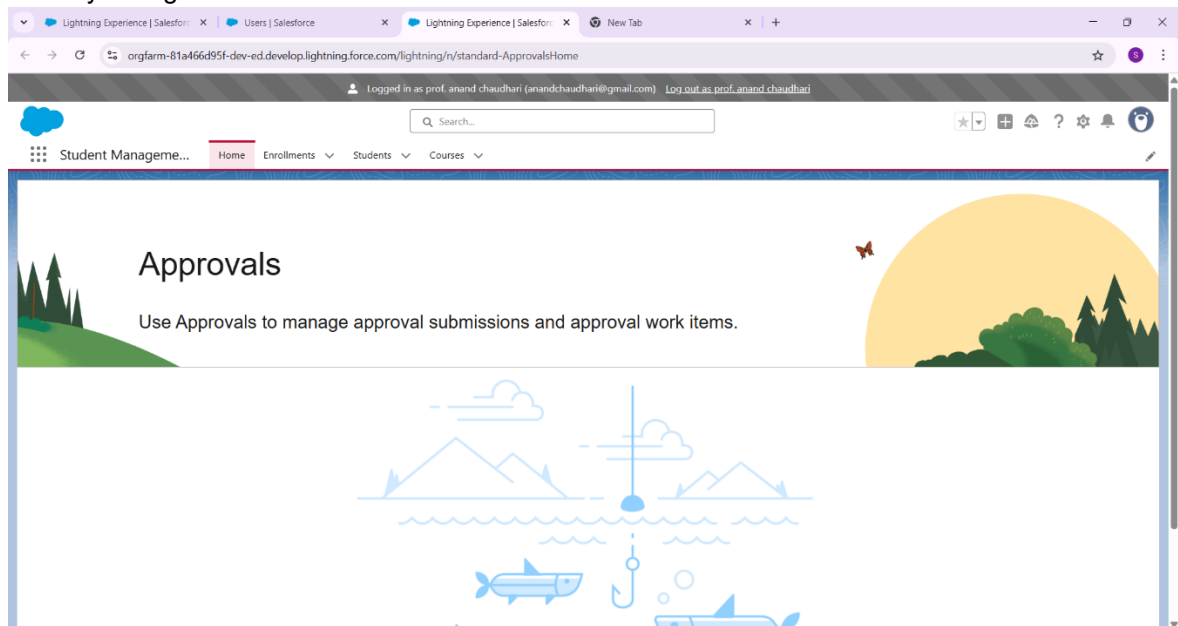 Lightning Experience | Salesforc
Users | Salesforce
Lightning Experience | Salesforc
New Tab
orgfarm-81a466d95f-dev-ed.develop.lightning.force.com/lightning/n/standard-ApprovalsHome
S
Logged in as prof. anand chaudhari (anandchaudhari@gmail.com) Log out as prof. anand chaudhari
Search...
Student Manageme...
Home
Enrollments
Students
Courses
Approvals
Use Approvals to manage approval submissions and approval work items.